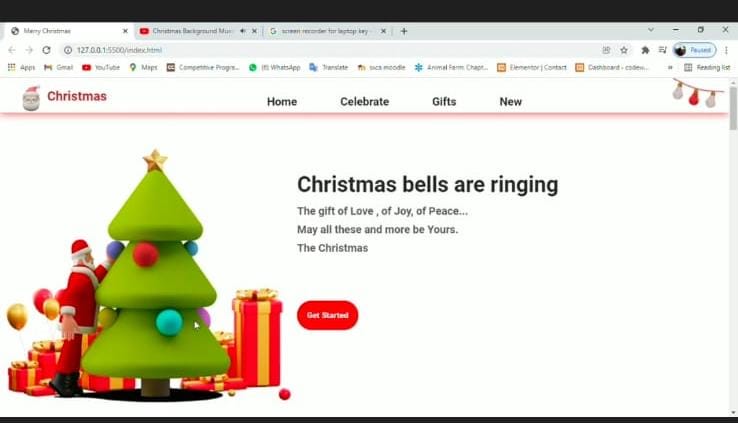 Merry Christmas
Christmas Background Music
screen recorder for laptop key -
127.0.0.1:5500/index.html
Paused
Apps
Gmail
YouTube
Maps
Competitive Progra...
(6) WhatsApp
Translate
svca moodle
Animal Farm: Chapt...
Elementor | Contact
Dashboard - codew...
Reading list
Christmas
Home
Celebrate
Gifts
New
Christmas bells are ringing
The gift of Love , of Joy, of Peace...
May all these and more be Yours.
The Christmas
Get Started